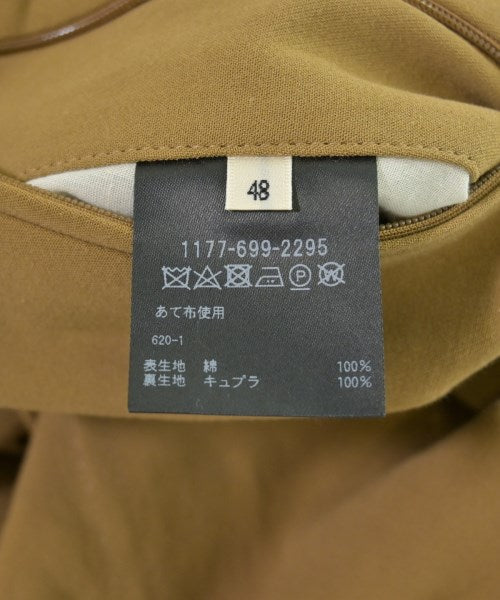 48
1177-699-2295
あて布使用
620-1
表生地 綿 100%
裏生地 キュプラ 100%